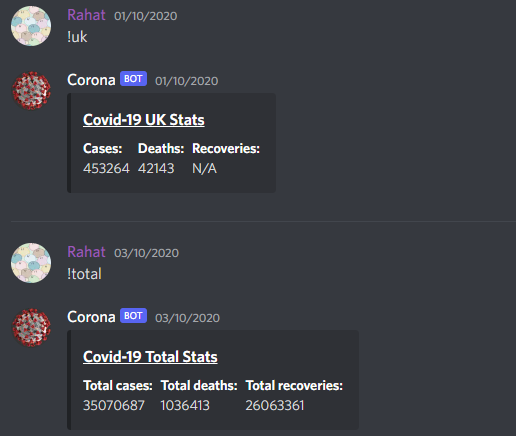 Rahat 01/10/2020
!uk
Corona BOT 01/10/2020
Covid-19 UK Stats
Cases: Deaths: Recoveries:
453264 42143 N/A
Rahat 03/10/2020
!total
Corona BOT 03/10/2020
Covid-19 Total Stats
Total cases: Total deaths: Total recoveries:
35070687 1036413 26063361